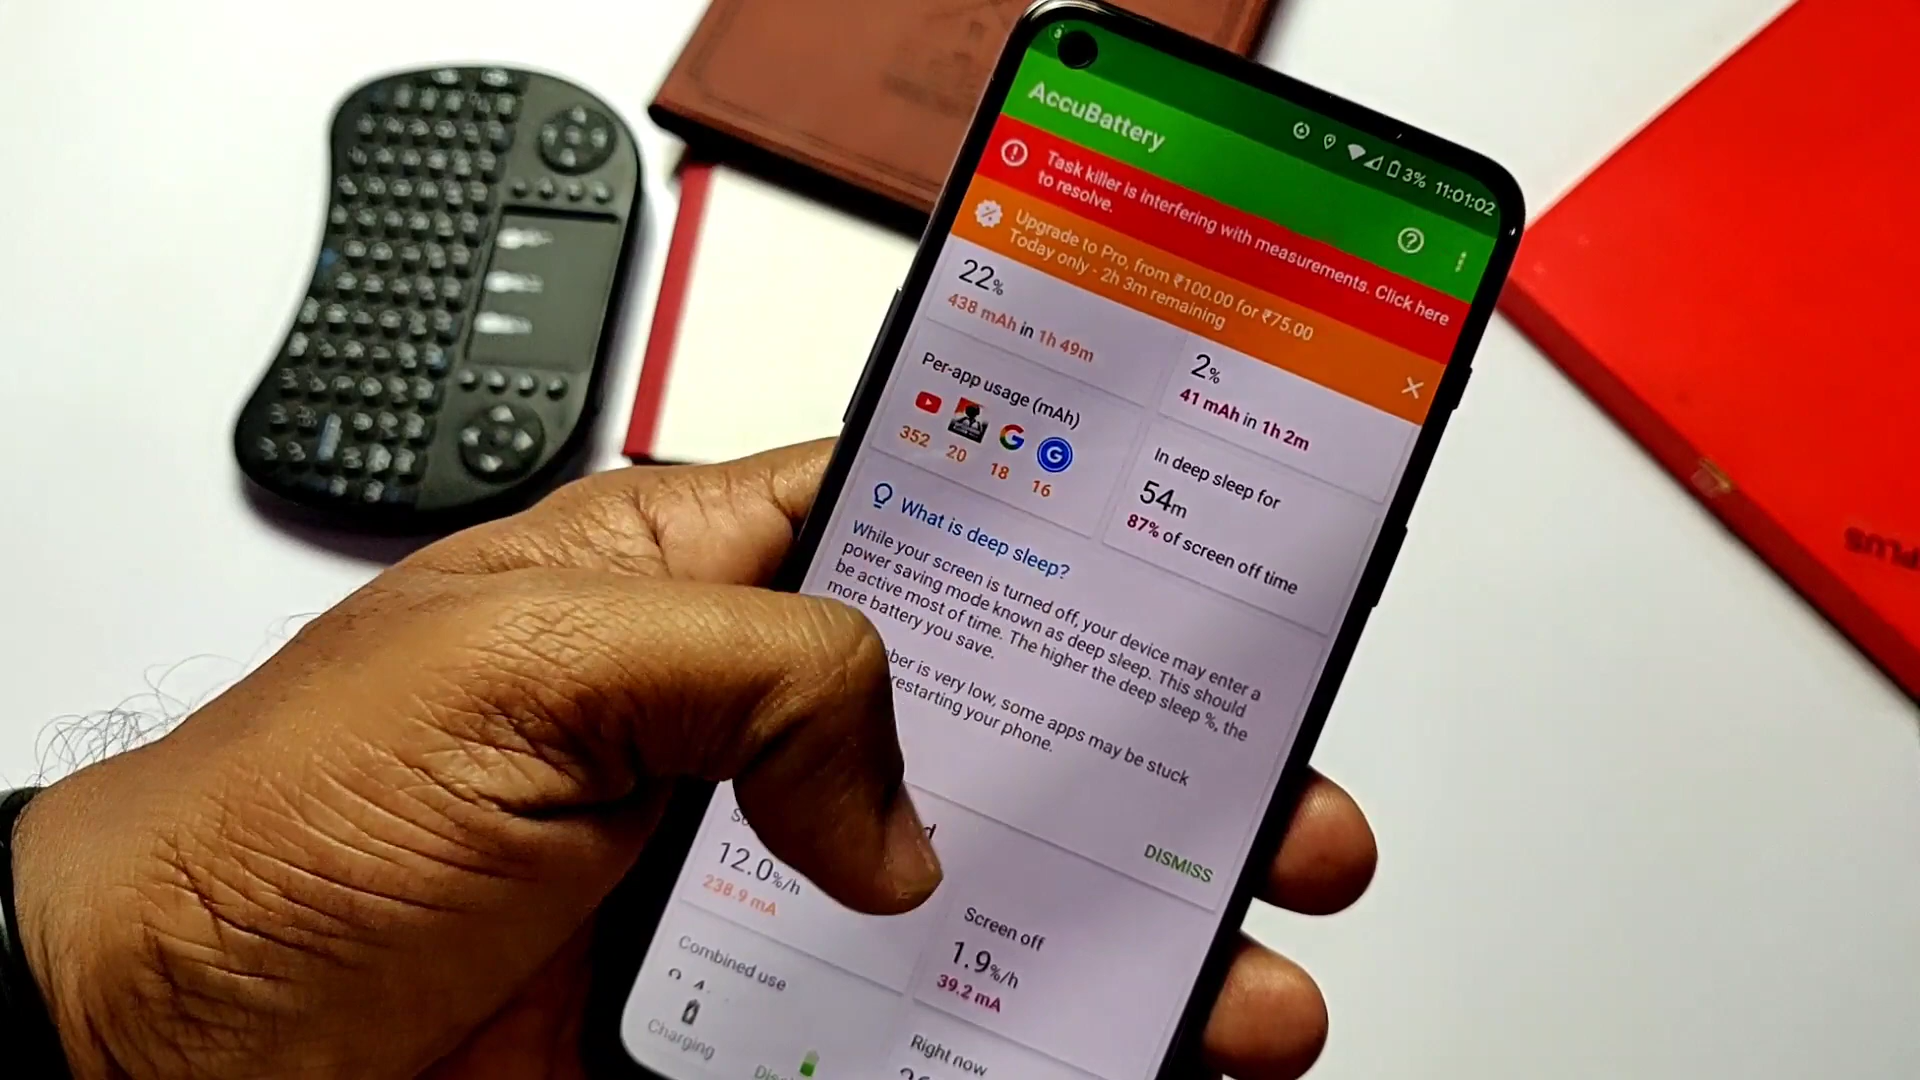 3% 11:01:02
AccuBattery
Task killer is interfering with measurements. Click here
to resolve.
Upgrade to Pro, from ₹100.00 for ₹75.00
Today only - 2h 3m remaining
22%
438 mAh in 1h 49m
2%
41 mAh in 1h 2m
Per-app usage (mAh)
352 20 18 16
In deep sleep for
54m
87% of screen off time
What is deep sleep?
While your screen is turned off, your device may enter a
power saving mode known as deep sleep. This should
be active most of time. The higher the deep sleep %, the
more battery you save.
is very low, some apps may be stuck
restarting your phone.
DISMISS
12.0%/h
238.9 mA
Screen off
1.9%/h
39.2 mA
Combined use
Right now
Charging